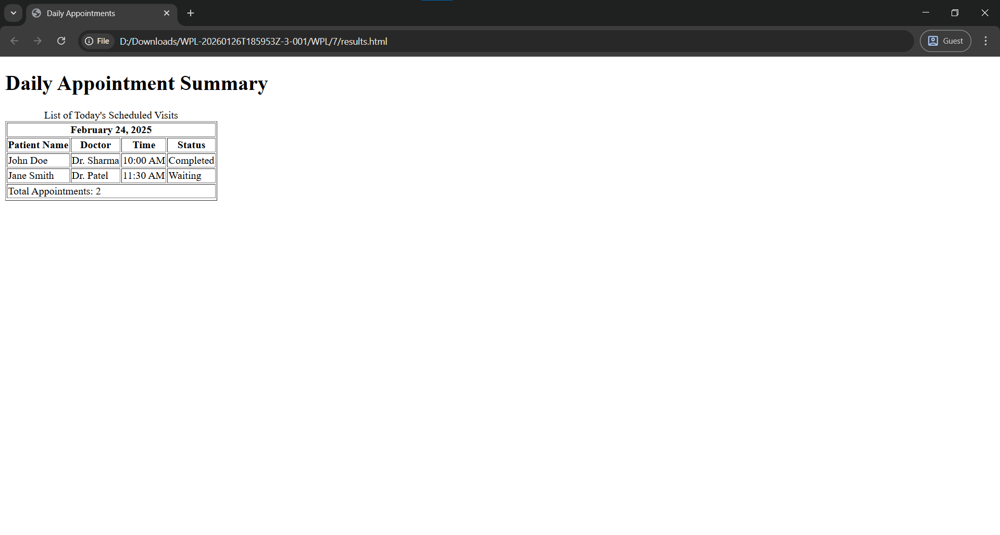 Daily Appointments
File D:/Downloads/WPL-20260126T185953Z-3-001/WPL/7/results.html Guest
Daily Appointment Summary
List of Today's Scheduled Visits
February 24, 2025
Patient Name Doctor Time Status
John Doe Dr. Sharma 10:00 AM Completed
Jane Smith Dr. Patel 11:30 AM Waiting
Total Appointments: 2